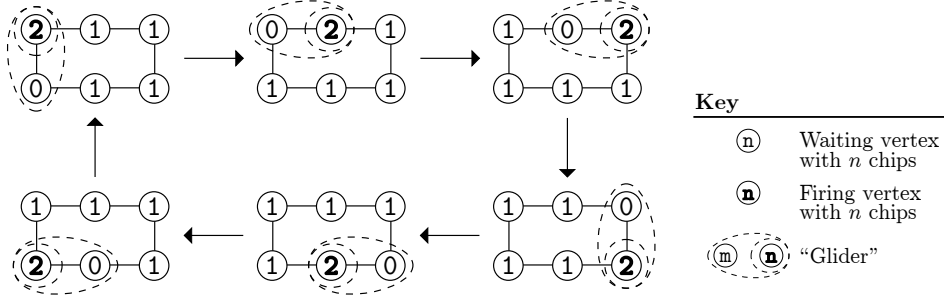 2 1 1
0 1 1
0 2 1
1 1 1
1 0 2
1 1 1
1 1 1
2 0 1
1 1 1
1 2 0
1 1 0
1 1 2
Key
n Waiting vertex
with n chips
n Firing vertex
with n chips
m n “Glider”